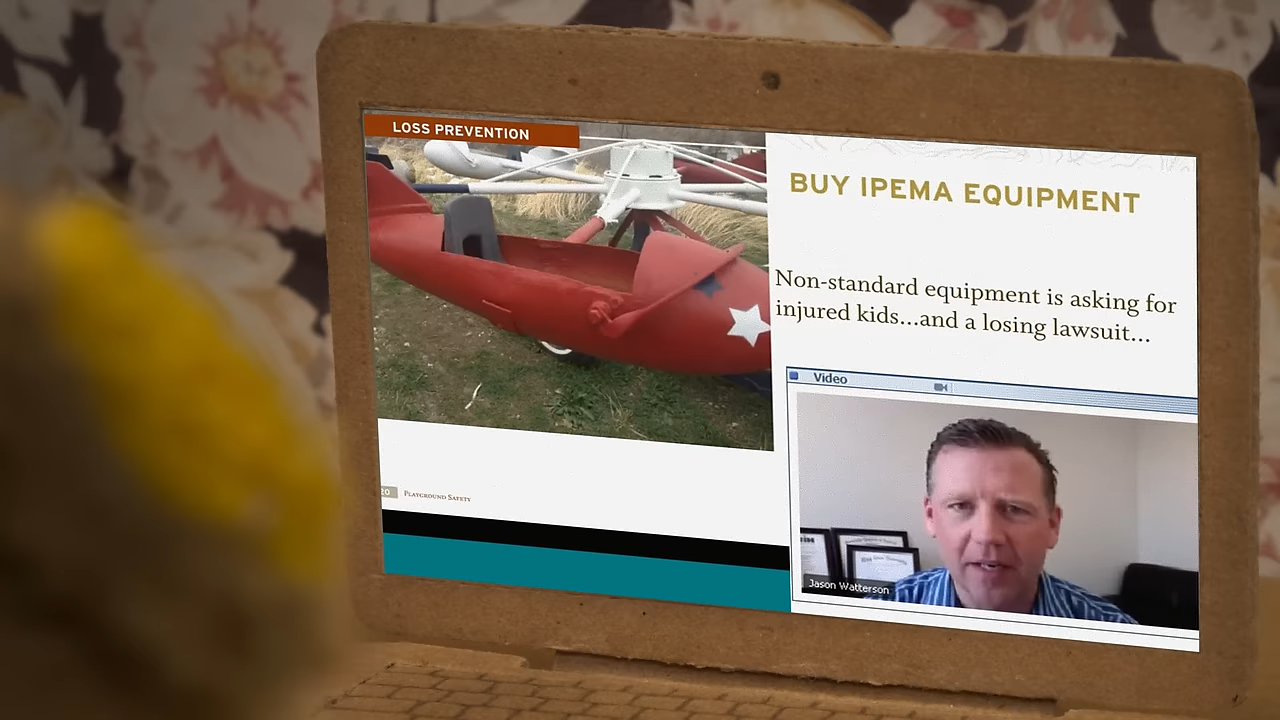 LOSS PREVENTION
BUY IPEMA EQUIPMENT
Non-standard equipment is asking for
injured kids...and a losing lawsuit...
Video
Jason Watterson
20
PLAYGROUND SAFETY